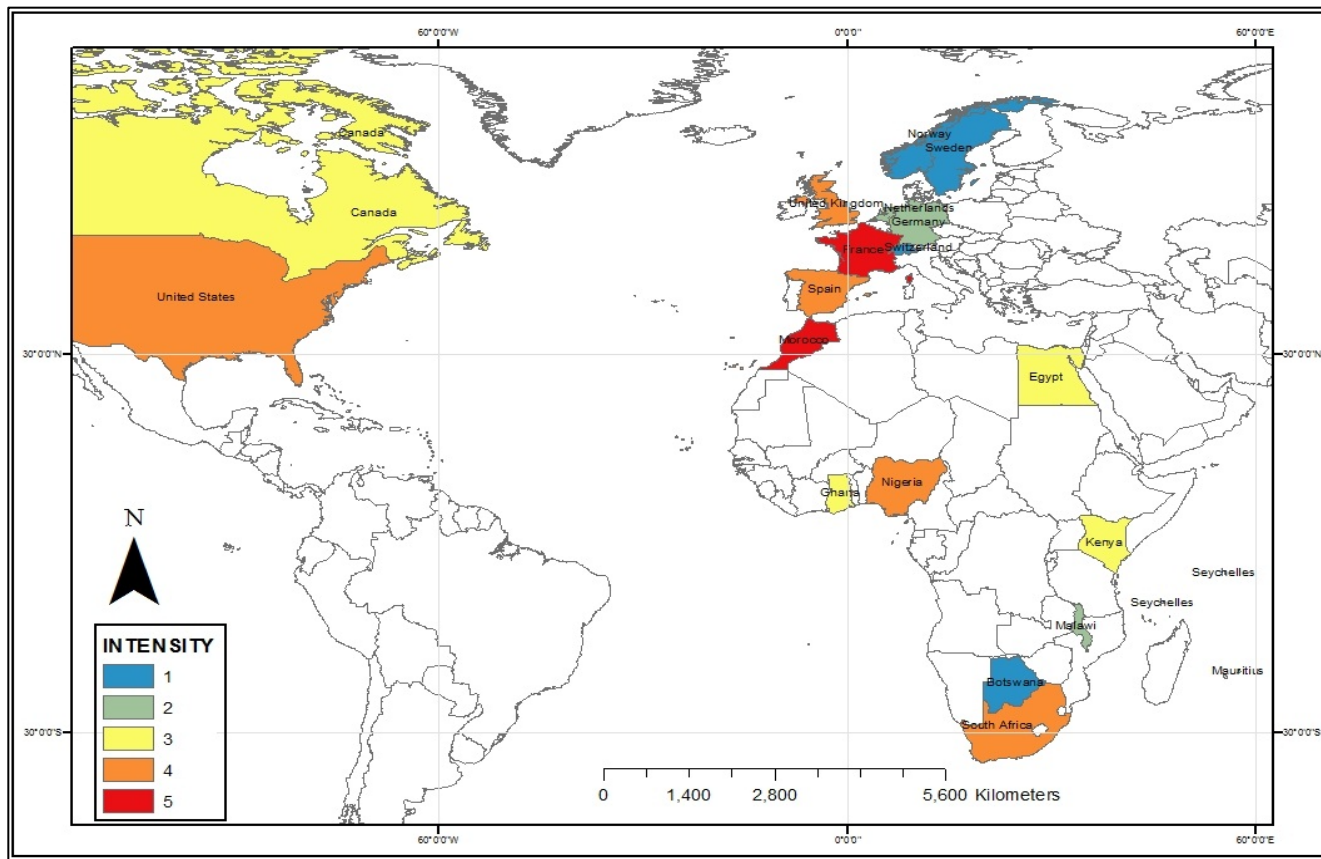 60°0'0"W
0°0'0"
60°0'0"E
Canada
Norway
Sweden
United Kingdom
Netherlands
Canada
Germany
France
Switzerland
Spain
United States
Morocco
30°0'0"N
30°0'0"N
Egypt
Nigeria
Ghana
Kenya
Seychelles
Seychelles
N
Malawi
Mauritius
Botswana
South Africa
30°0'0"S
30°0'0"S
INTENSITY
1
2
3
4
5
0 1,400 2,800 5,600 Kilometers
60°0'0"W
0°0'0"
60°0'0"E